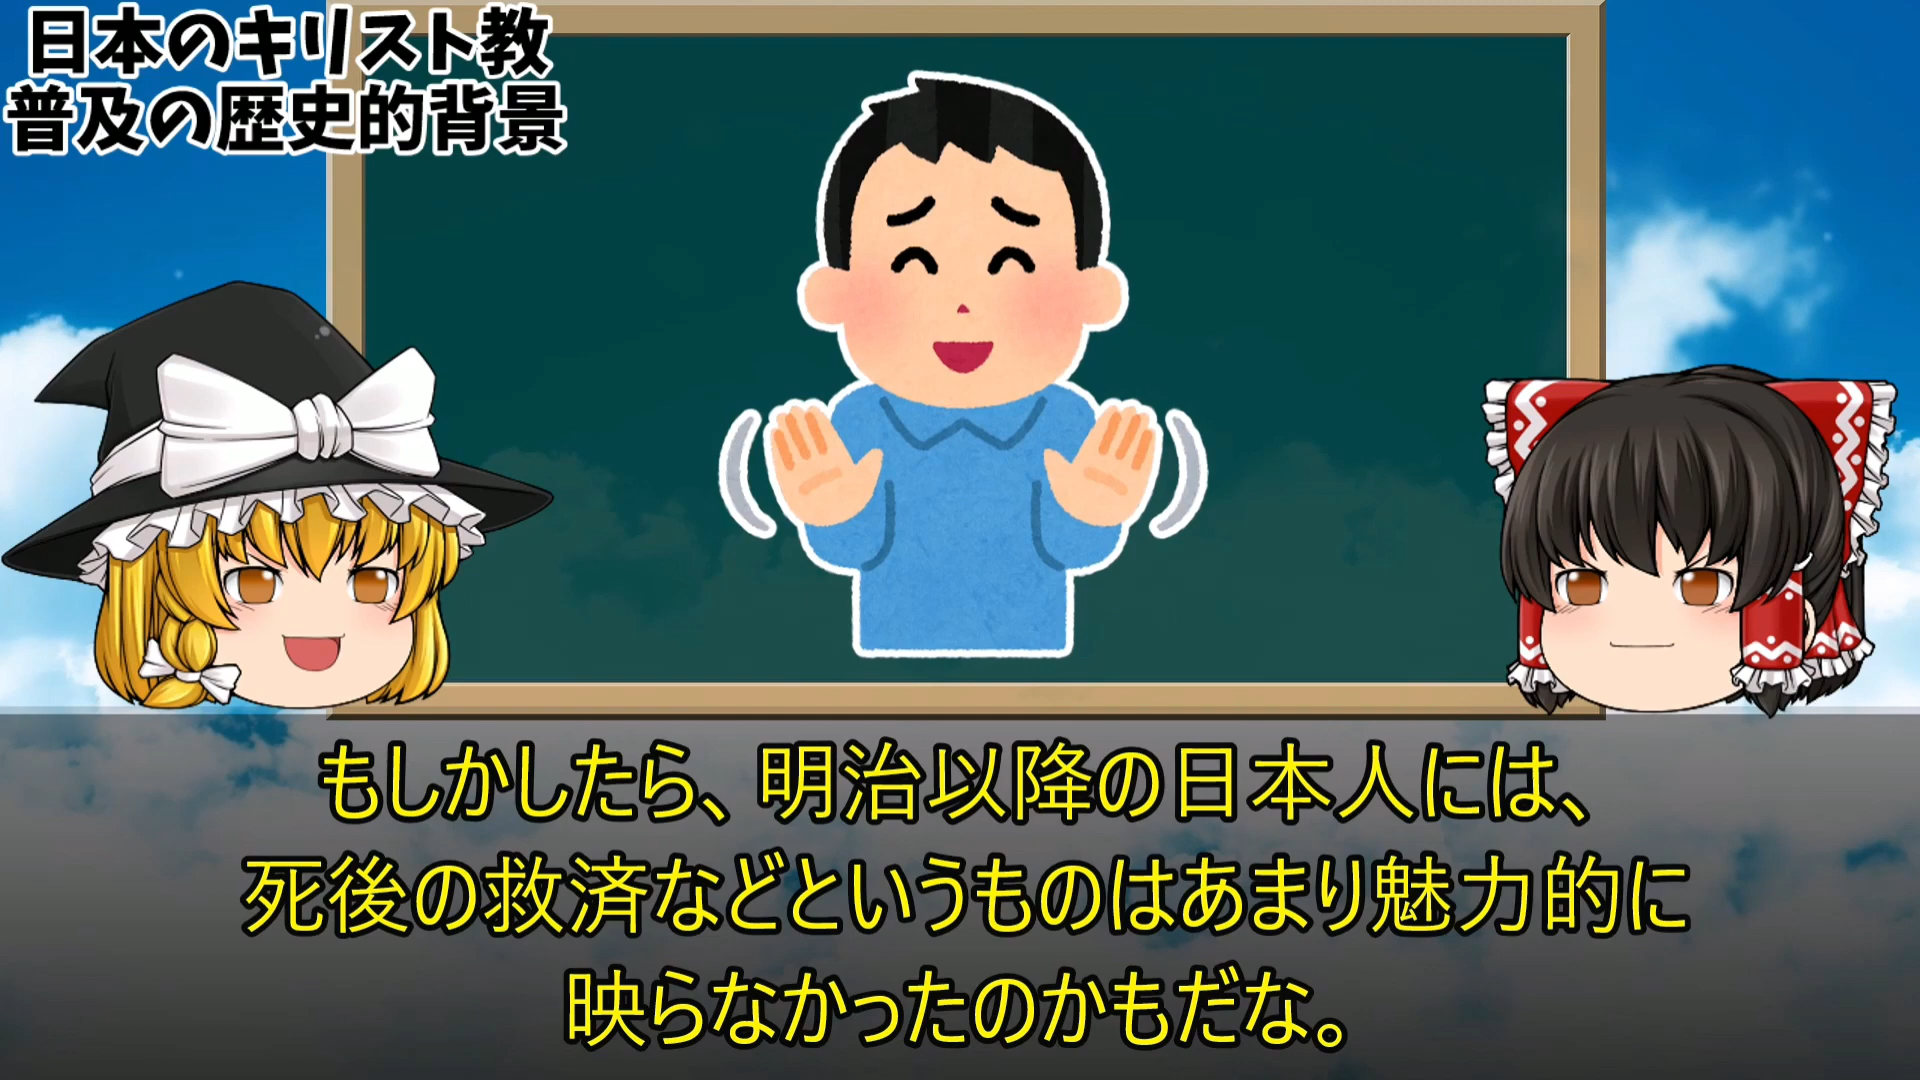 日本のキリスト教
普及の歴史的背景
もしかしたら、明治以降の日本人には、
死後の救済などというものはあまり魅力的に
映らなかったのかもだな。